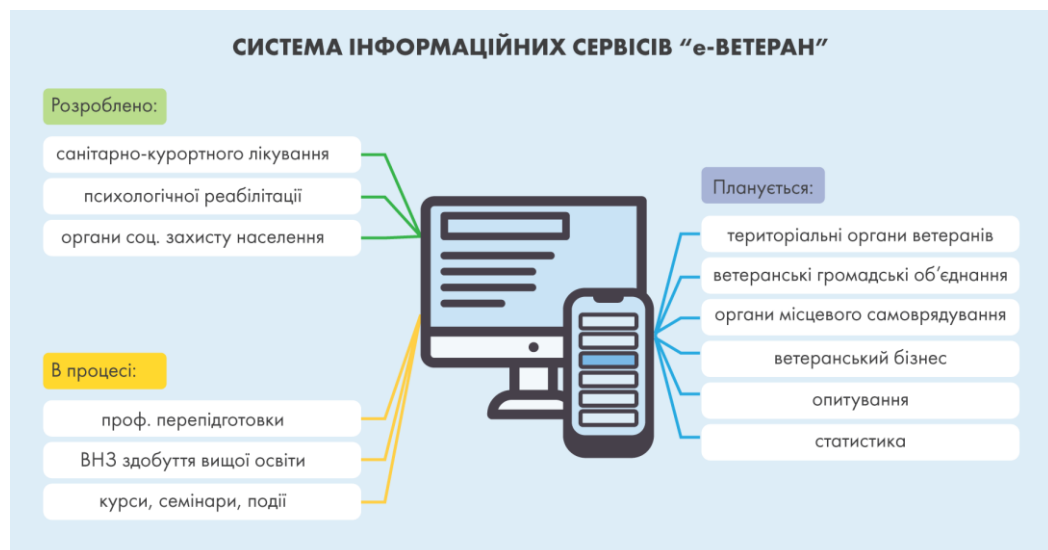 СИСТЕМА ІНФОРМАЦІЙНИХ СЕРВІСІВ “е-ВЕТЕРАН”
Розроблено:
санітарно-курортного лікування
психологічної реабілітації
органи соц. захисту населення
В процесі:
проф. перепідготовки
ВНЗ здобуття вищої освіти
курси, семінари, події
Планується:
територіальні органи ветеранів
ветеранські громадські об’єднання
органи місцевого самоврядування
ветеранський бізнес
опитування
статистика